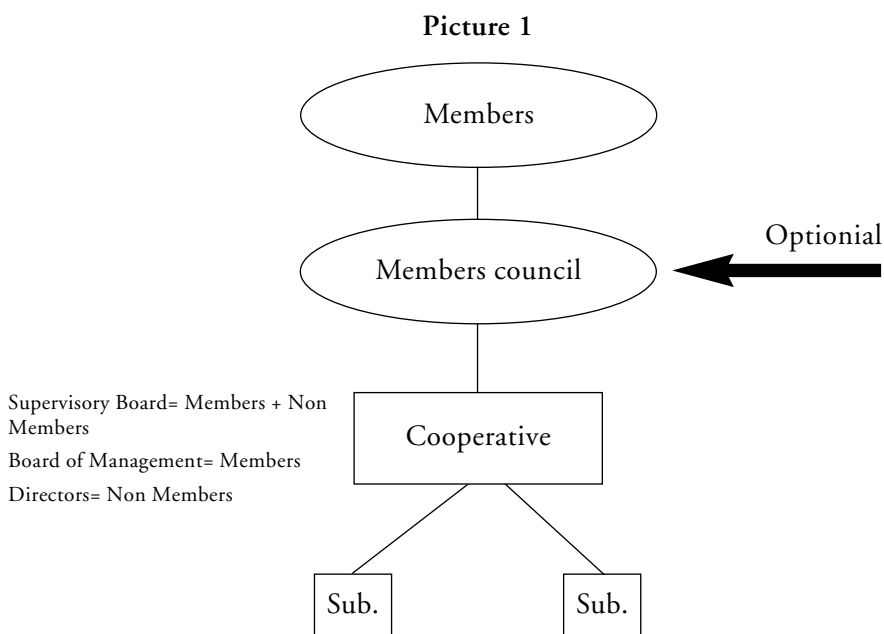 Picture 1
Members
Optionial
Members council
Supervisory Board= Members + Non
Members
Board of Management= Members
Directors= Non Members
Cooperative
Sub.
Sub.